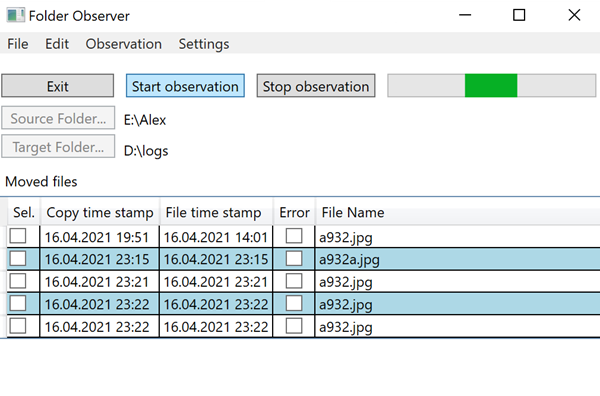 Folder Observer
File Edit Observation Settings
Exit Start observation Stop observation
Source Folder... E:\Alex
Target Folder... D:\logs
Moved files
Sel. Copy time stamp File time stamp Error File Name
16.04.2021 19:51 16.04.2021 14:01 a932.jpg
16.04.2021 23:15 16.04.2021 23:15 a932a.jpg
16.04.2021 23:21 16.04.2021 23:21 a932.jpg
16.04.2021 23:22 16.04.2021 23:22 a932.jpg
16.04.2021 23:22 16.04.2021 23:22 a932.jpg